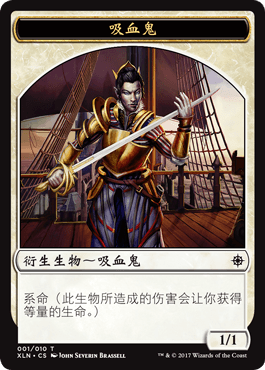 吸血鬼
衍生生物～吸血鬼
系命（此生物所造成的伤害会让你获得
等量的生命。）
1/1
001/010 T
XLN • CS JOHN SEVERIN BRASSELL
™ & © 2017 Wizards of the Coast